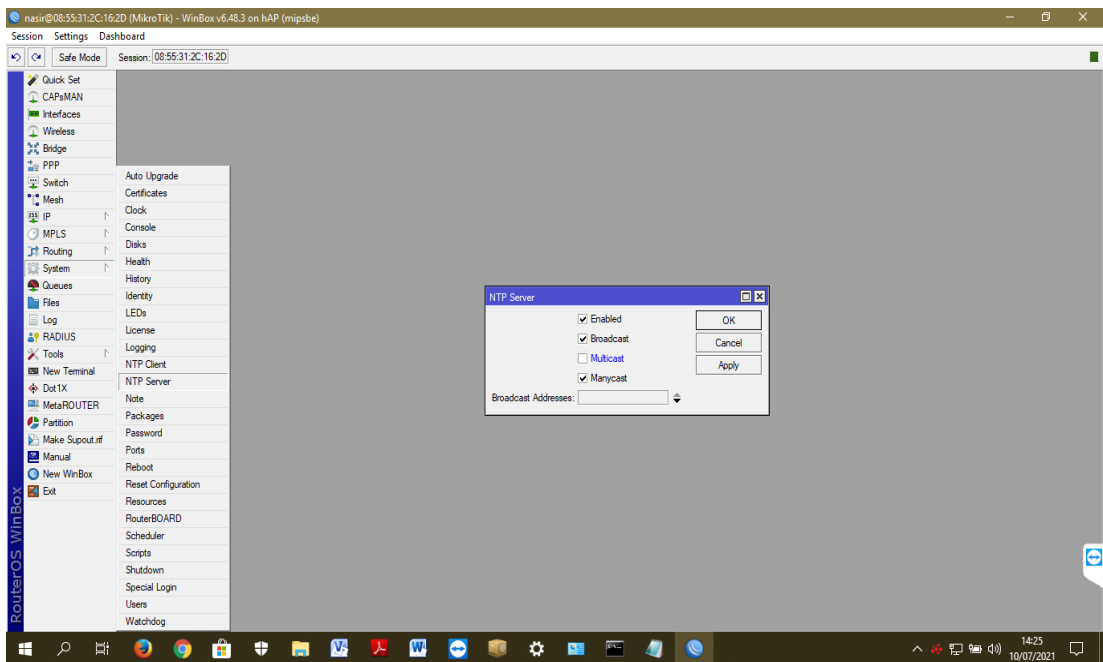 nasir@08:55:31:2C:16:2D (MikroTik) - WinBox v6.48.3 on hAP (mipsbe)
Session Settings Dashboard
Safe Mode Session: 08:55:31:2C:16:2D
Quick Set
CAPsMAN
Interfaces
Wireless
Bridge
PPP
Switch
Mesh
IP
MPLS
Routing
System
Queues
Files
Log
RADIUS
Tools
New Terminal
Dot1X
MetaROUTER
Partition
Make Supout.rif
Manual
New WinBox
Exit
RouterOS WinBox
Auto Upgrade
Certificates
Clock
Console
Disks
Health
History
Identity
LEDs
License
Logging
NTP Client
NTP Server
Note
Packages
Password
Ports
Reboot
Reset Configuration
Resources
RouterBOARD
Scheduler
Scripts
Shutdown
Special Login
Users
Watchdog
NTP Server
Enabled
Broadcast
Multicast
Manycast
Broadcast Addresses:
OK
Cancel
Apply
14:25
10/07/2021